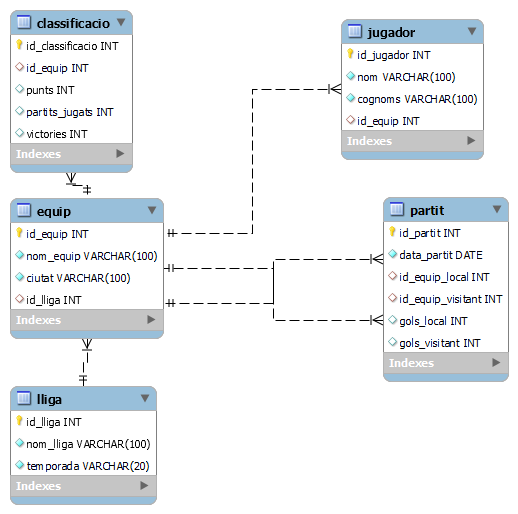 classificacio
id_classificacio INT
id_equip INT
punts INT
partits_jugats INT
victories INT
Indexes
equip
id_equip INT
nom_equip VARCHAR(100)
ciutat VARCHAR(100)
id_lliga INT
Indexes
lliga
id_lliga INT
nom_lliga VARCHAR(100)
temporada VARCHAR(20)
Indexes
jugador
id_jugador INT
nom VARCHAR(100)
cognoms VARCHAR(100)
id_equip INT
Indexes
partit
id_partit INT
data_partit DATE
id_equip_local INT
id_equip_visitant INT
gols_local INT
gols_visitant INT
Indexes